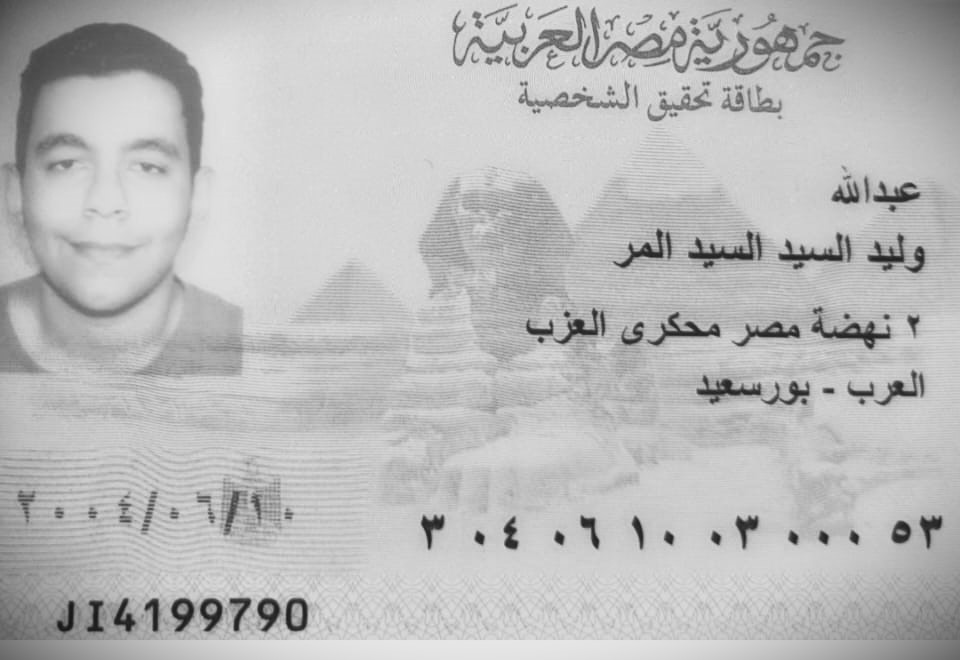 جمهورية مصر العربية
بطاقة تحقيق الشخصية
عبدالله
وليد السيد السيد المر
٢ نهضة مصر محكرى العزب
العرب - بورسعيد
٢٠٠٤/٠٦/١٠
٣٠٤٠٦١٠٠٣٠٠٠٥٣
JI4199790